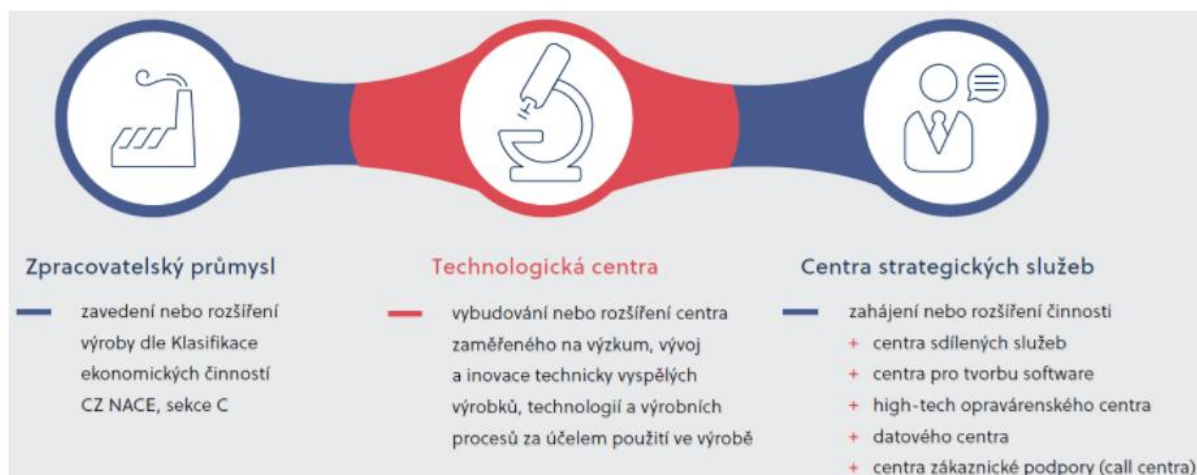 Zpracovatelský průmysl
zavedení nebo rozšíření
výroby dle Klasifikace
ekonomických činností
CZ NACE, sekce C
Technologická centra
vybudování nebo rozšíření centra
zaměřeného na výzkum, vývoj
a inovace technicky vyspělých
výrobků, technologií a výrobních
procesů za účelem použití ve výrobě
Centra strategických služeb
zahájení nebo rozšíření činnosti
+ centra sdílených služeb
+ centra pro tvorbu software
+ high-tech opravárenského centra
+ datového centra
+ centra zákaznické podpory (call centra)